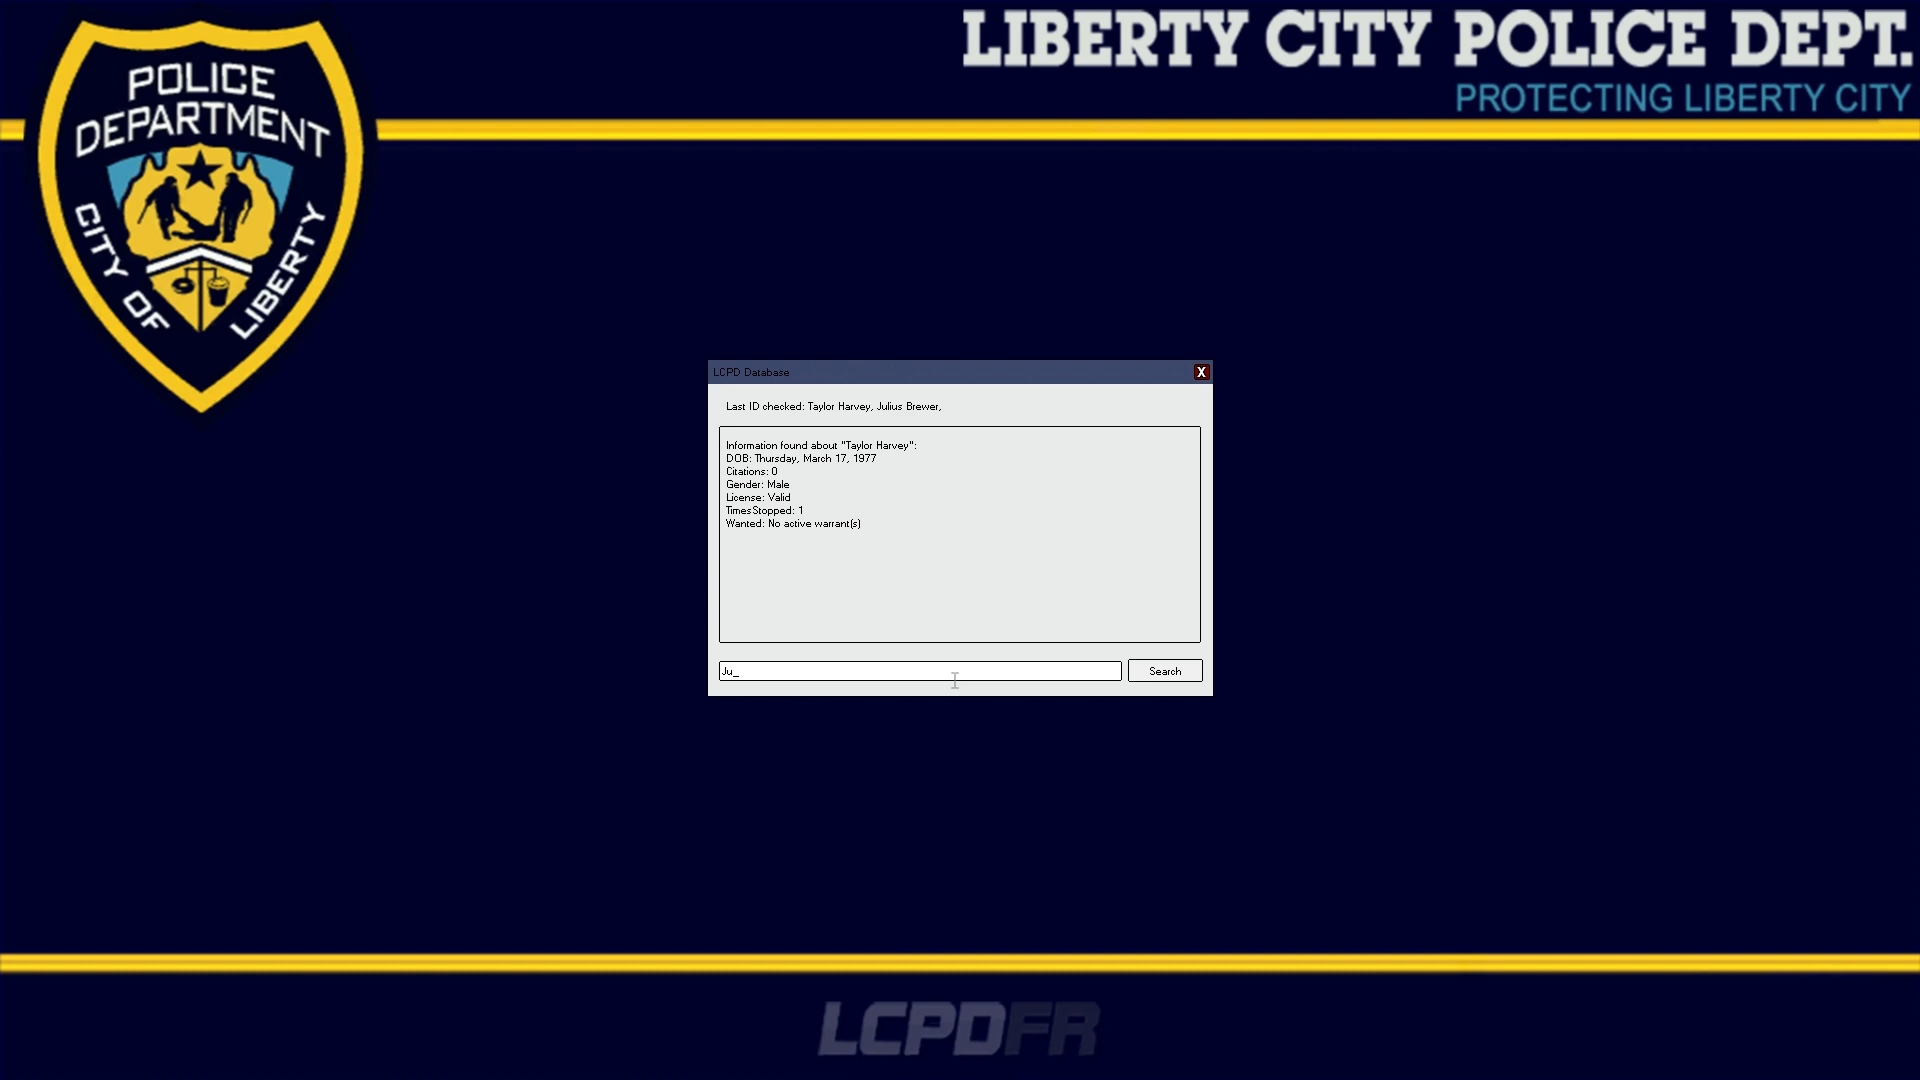 LIBERTY CITY POLICE DEPT.
PROTECTING LIBERTY CITY
POLICE
DEPARTMENT
CITY OF LIBERTY
LCPD Database
X
Last ID checked: Taylor Harvey, Julius Brewer,
Information found about "Taylor Harvey":
DOB: Thursday, March 17, 1977
Citations: 0
Gender: Male
License: Valid
TimesStopped: 1
Wanted: No active warrant(s)
Ju_
Search
LCPDFR